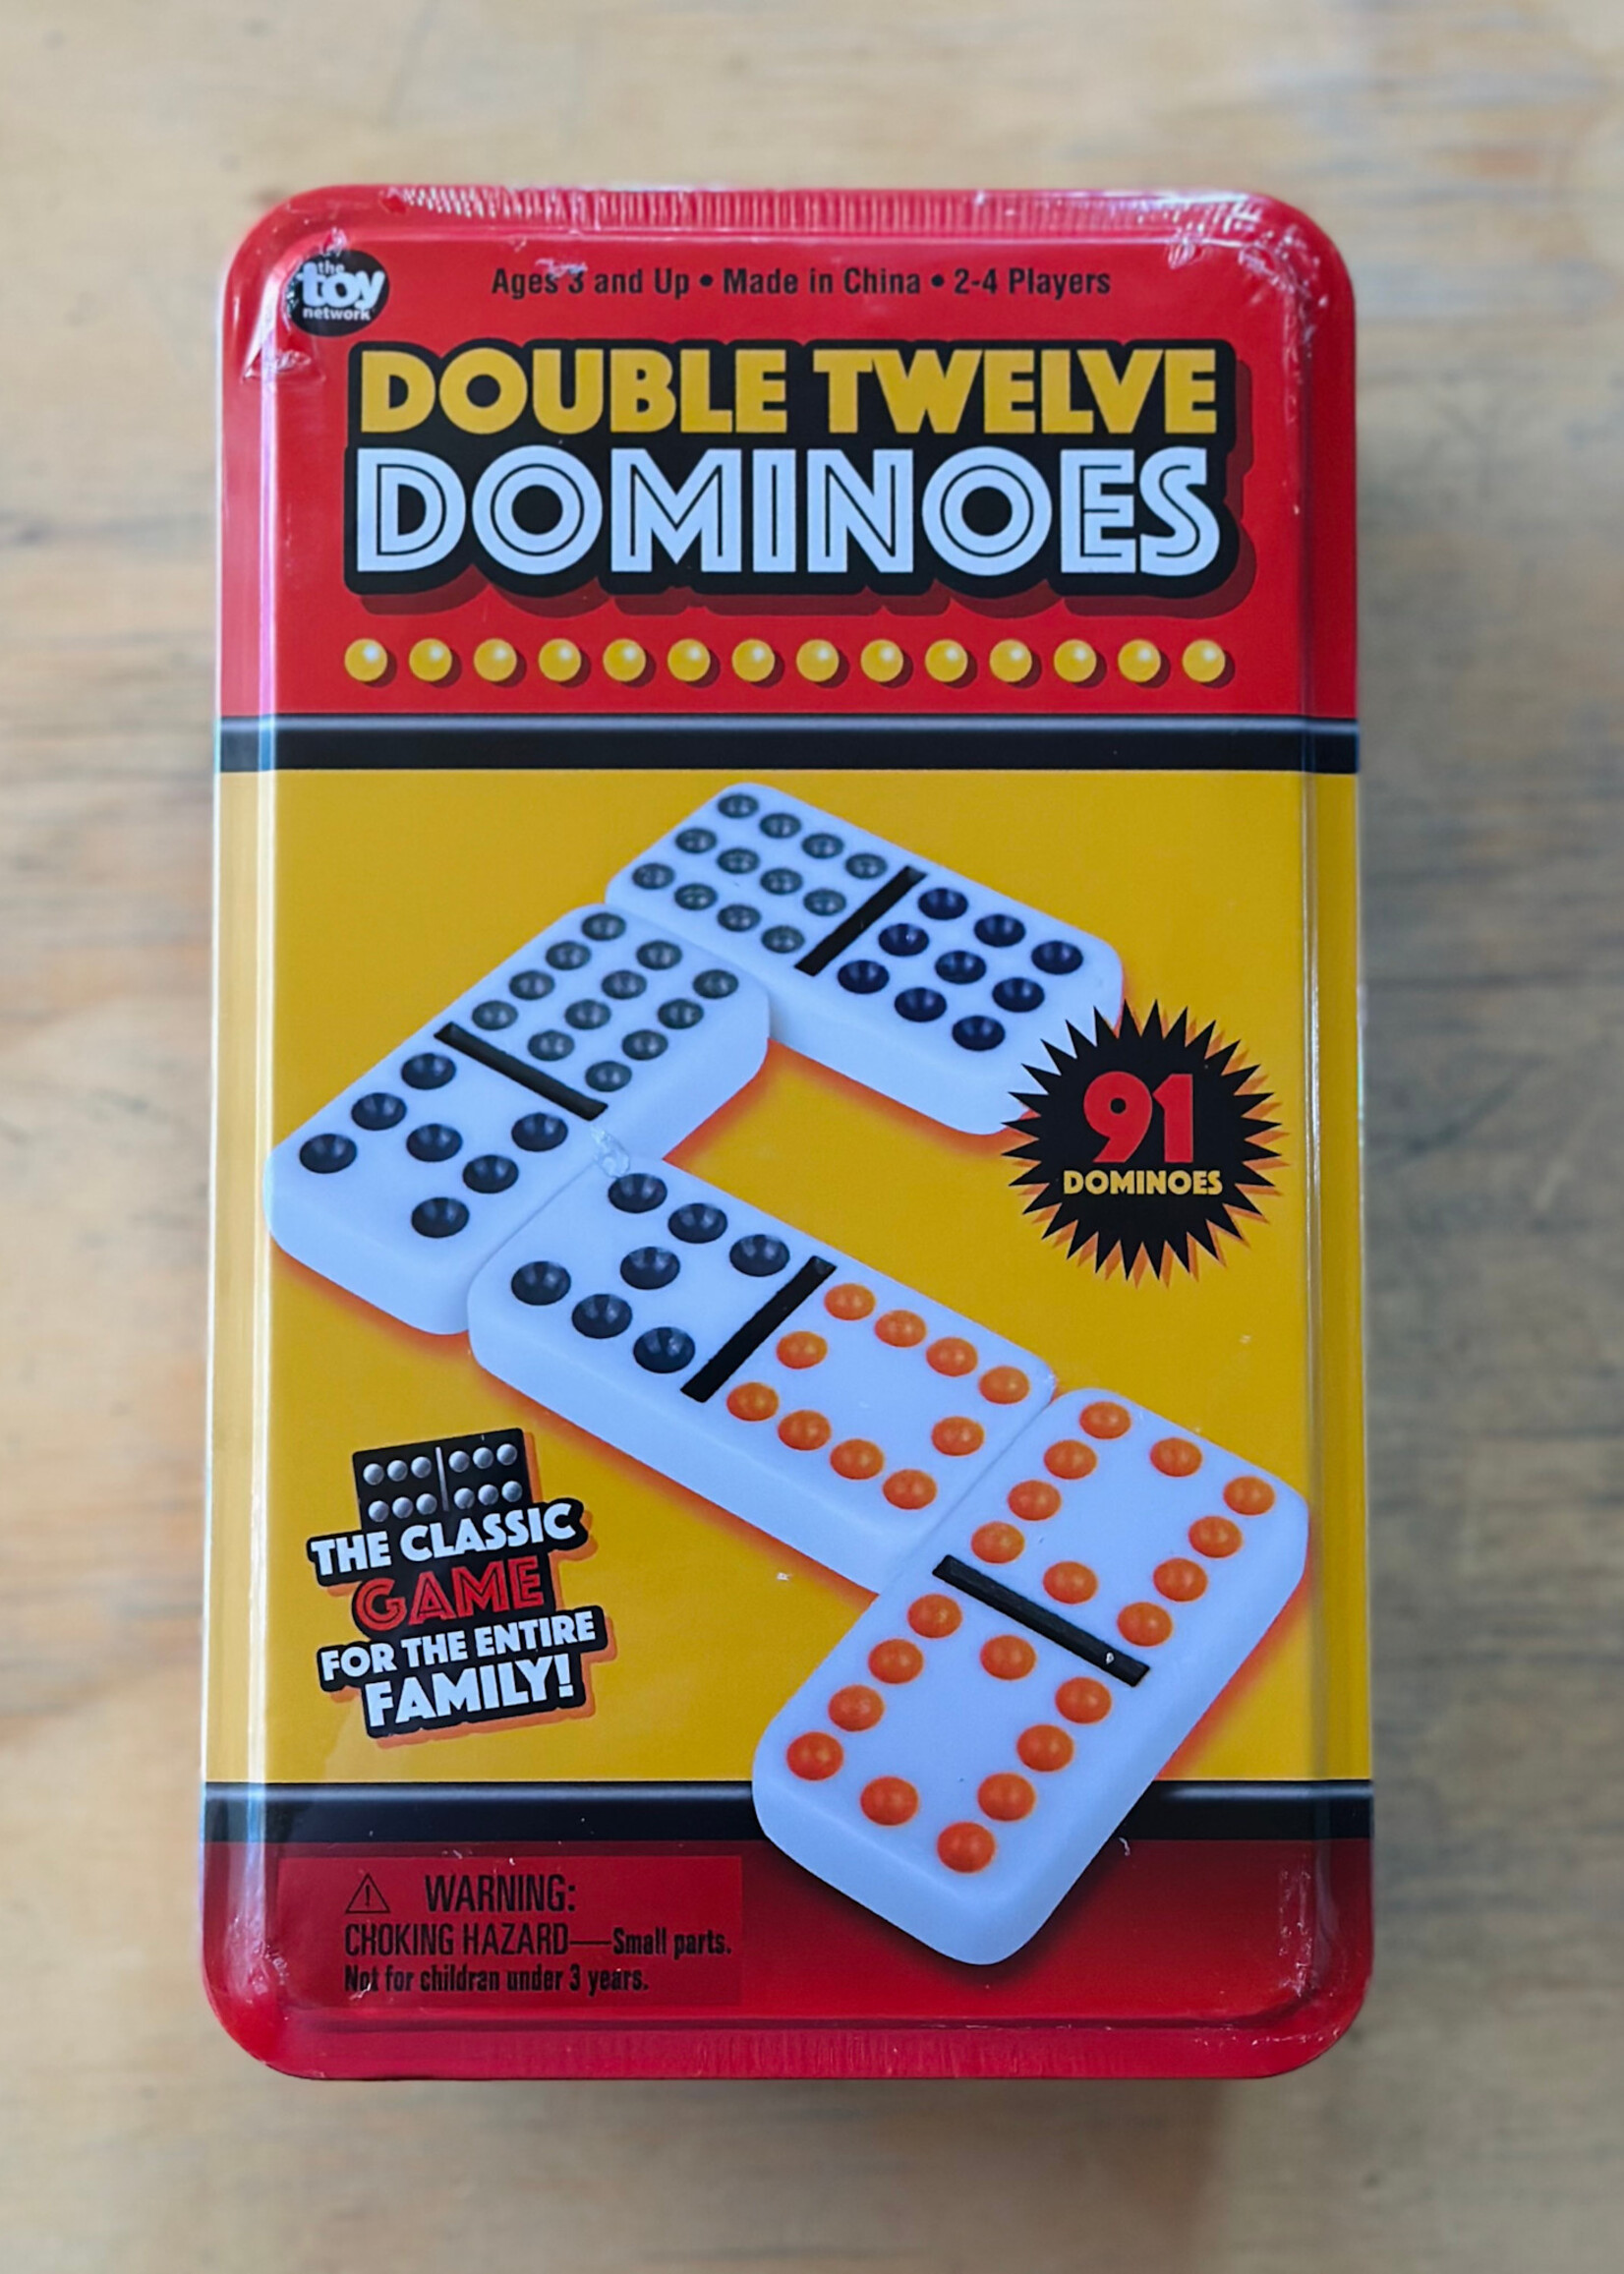 the
toy
network
Ages 3 and Up • Made in China • 2-4 Players
DOUBLE TWELVE
DOMINOES
91
DOMINOES
THE CLASSIC
GAME
FOR THE ENTIRE
FAMILY!
⚠ WARNING:
CHOKING HAZARD—Small parts.
Not for children under 3 years.